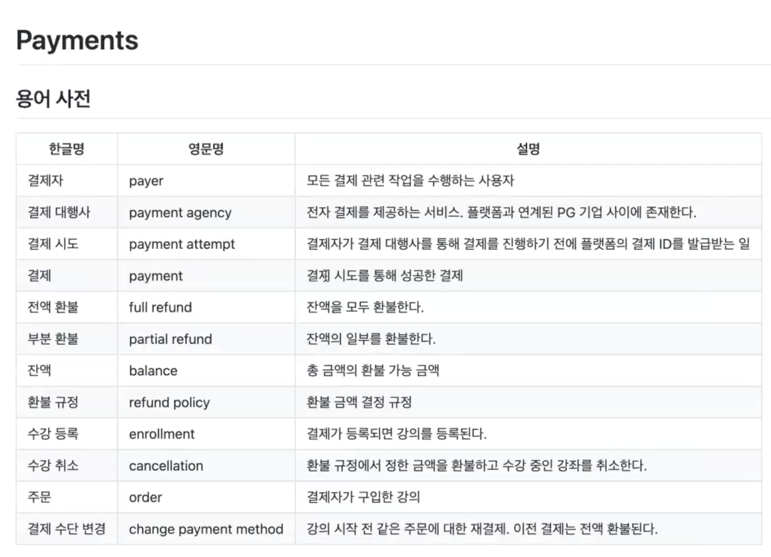 Payments
용어 사전
한글명 영문명 설명
결제자 payer 모든 결제 관련 작업을 수행하는 사용자
결제 대행사 payment agency 전자 결제를 제공하는 서비스. 플랫폼과 연계된 PG 기업 사이에 존재한다.
결제 시도 payment attempt 결제자가 결제 대행사를 통해 결제를 진행하기 전에 플랫폼의 결제 ID를 발급받는 일
결제 payment 결제 시도를 통해 성공한 결제
전액 환불 full refund 잔액을 모두 환불한다.
부분 환불 partial refund 잔액의 일부를 환불한다.
잔액 balance 총 금액의 환불 가능 금액
환불 규정 refund policy 환불 금액 결정 규정
수강 등록 enrollment 결제가 등록되면 강의를 등록된다.
수강 취소 cancellation 환불 규정에서 정한 금액을 환불하고 수강 중인 강좌를 취소한다.
주문 order 결제자가 구입한 강의
결제 수단 변경 change payment method 강의 시작 전 같은 주문에 대한 재결제. 이전 결제는 전액 환불된다.